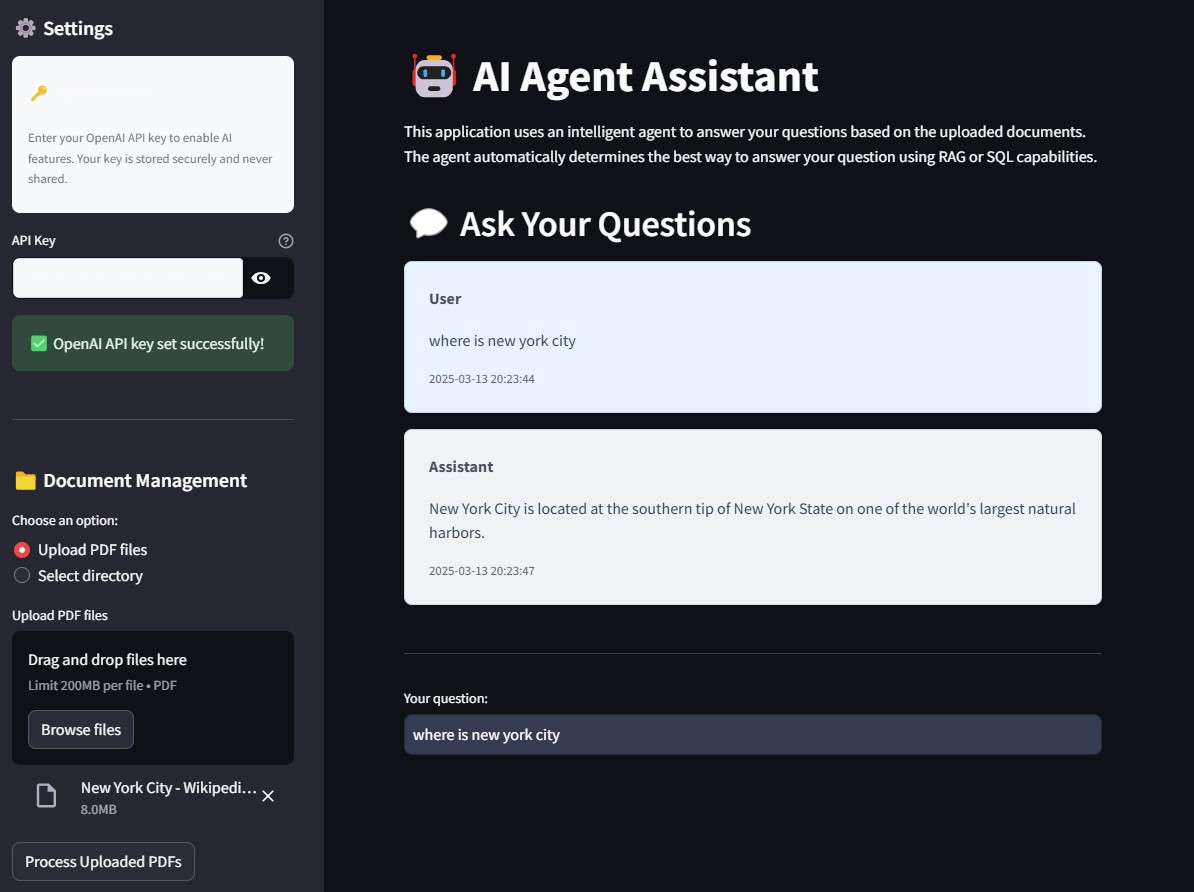 Settings
Enter your OpenAI API key to enable AI
features. Your key is stored securely and never
shared.
API Key
OpenAI API key set successfully!
Document Management
Choose an option:
Upload PDF files
Select directory
Upload PDF files
Drag and drop files here
Limit 200MB per file • PDF
Browse files
New York City - Wikipedi...
8.0MB
Process Uploaded PDFs
AI Agent Assistant
This application uses an intelligent agent to answer your questions based on the uploaded documents.
The agent automatically determines the best way to answer your question using RAG or SQL capabilities.
Ask Your Questions
User
where is new york city
2025-03-13 20:23:44
Assistant
New York City is located at the southern tip of New York State on one of the world's largest natural
harbors.
2025-03-13 20:23:47
Your question:
where is new york city